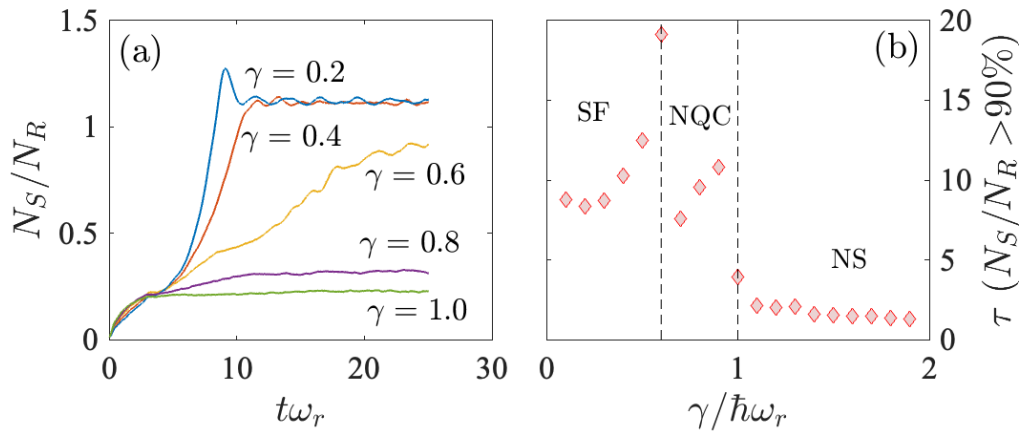 (a)
1.5
1
0.5
0
N_S/N_R
γ = 0.2
γ = 0.4
γ = 0.6
γ = 0.8
γ = 1.0
0 10 20 30
tω_r
(b)
SF
NQC
NS
20
15
10
5
0
τ (N_S/N_R >90%)
0 1 2
γ/ℏω_r